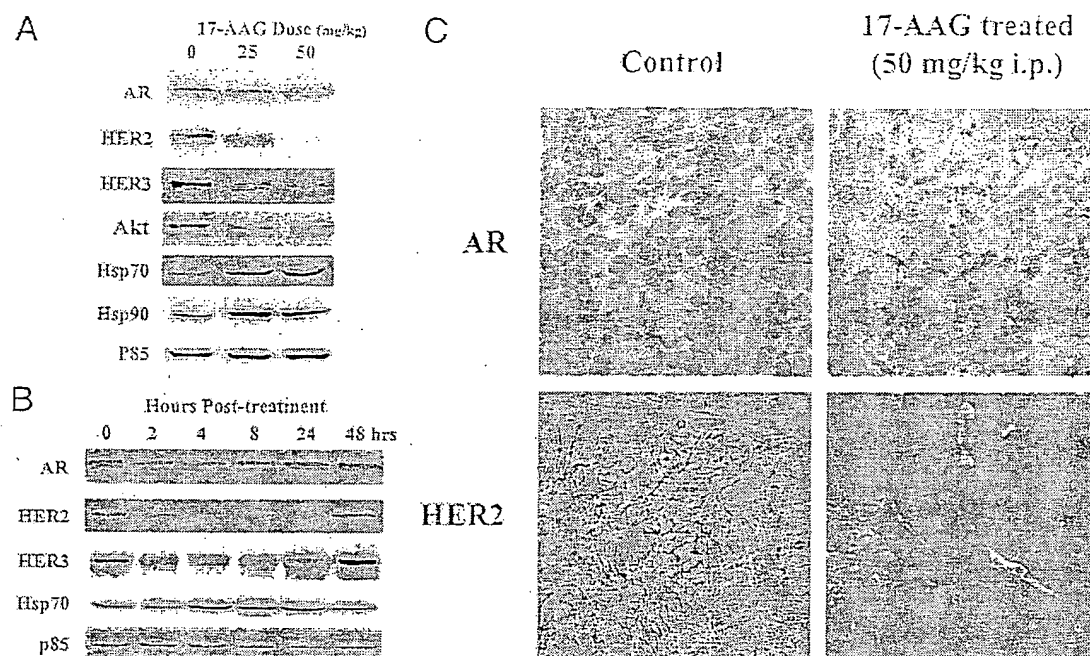 A
17-AAG Dose (mg/kg)
0 25 50
AR
HER2
HER3
Akt
Hsp70
Hsp90
P85
B
Hours Post-treatment
0 2 4 8 24 48 hrs
AR
HER2
HER3
Hsp70
p85
C
Control
17-AAG treated
(50 mg/kg i.p.)
AR
HER2